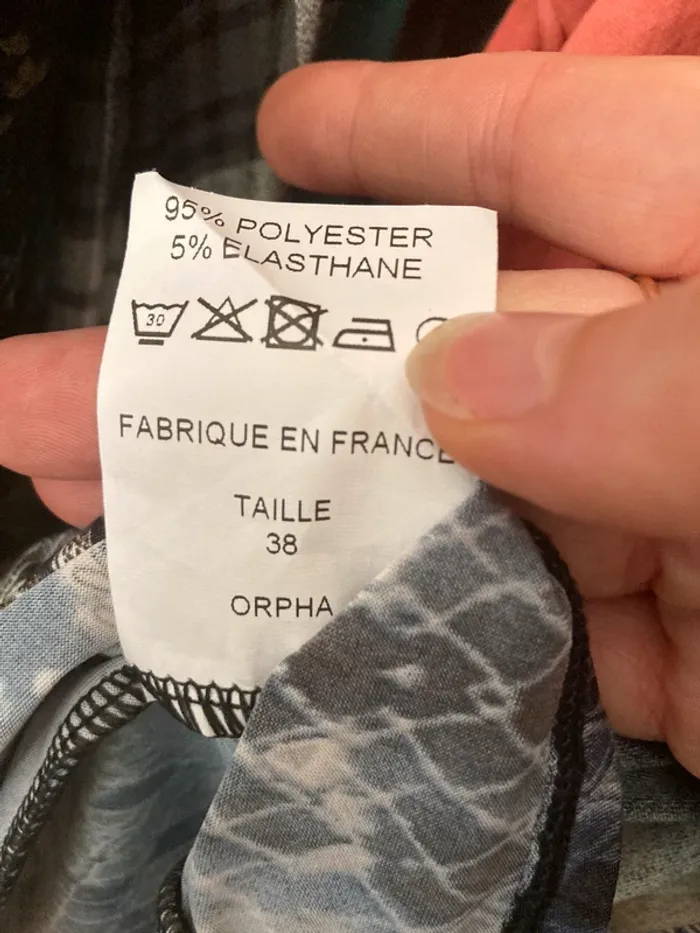 95% POLYESTER
5% ELASTHANE
30
FABRIQUE EN FRANCE
TAILLE
38
ORPHA